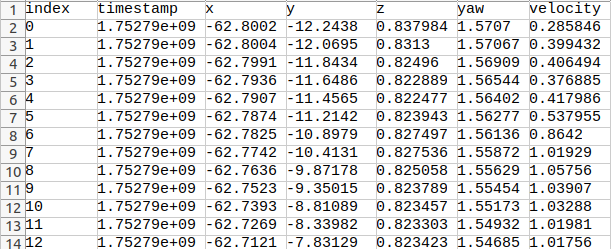 1 index timestamp x y z yaw velocity
2 0 1.75279e+09 -62.8002 -12.2438 0.837984 1.5707 0.285846
3 1 1.75279e+09 -62.8004 -12.0695 0.8313 1.57067 0.399432
4 2 1.75279e+09 -62.7991 -11.8434 0.82496 1.56909 0.406494
5 3 1.75279e+09 -62.7936 -11.6486 0.822889 1.56544 0.376885
6 4 1.75279e+09 -62.7907 -11.4565 0.822477 1.56402 0.417986
7 5 1.75279e+09 -62.7874 -11.2142 0.823943 1.56277 0.537955
8 6 1.75279e+09 -62.7825 -10.8979 0.827497 1.56136 0.8642
9 7 1.75279e+09 -62.7742 -10.4131 0.827536 1.55872 1.01929
10 8 1.75279e+09 -62.7636 -9.87178 0.825058 1.55629 1.05756
11 9 1.75279e+09 -62.7523 -9.35015 0.823789 1.55454 1.03907
12 10 1.75279e+09 -62.7393 -8.81089 0.823457 1.55173 1.03288
13 11 1.75279e+09 -62.7269 -8.33982 0.823303 1.54932 1.01981
14 12 1.75279e+09 -62.7121 -7.83129 0.823423 1.54685 1.01756